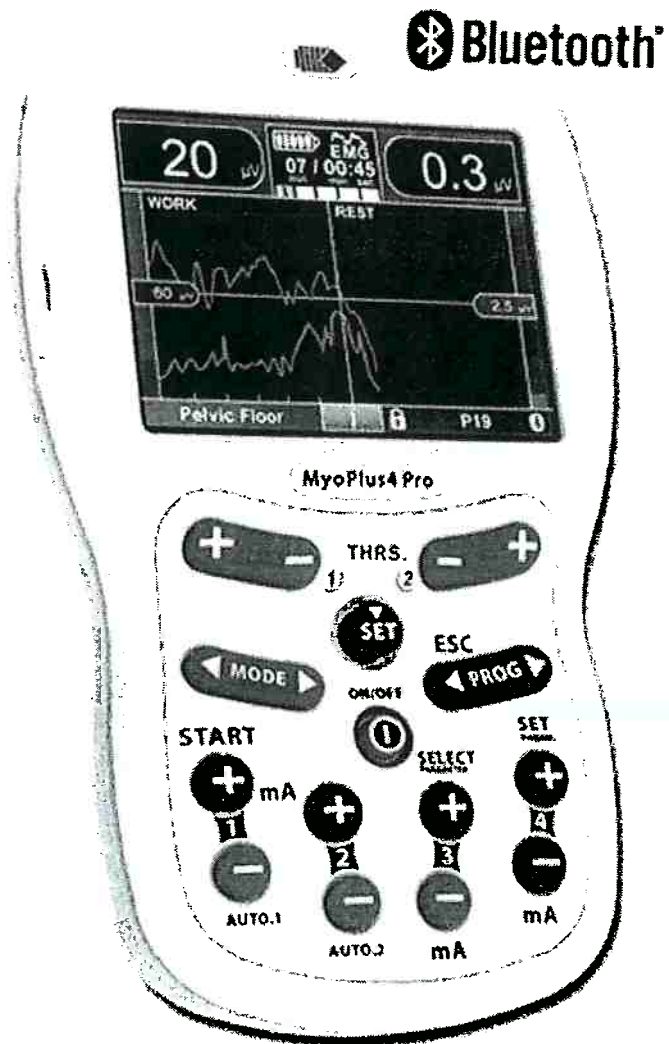 Bluetooth
20 µV
EMG
07 / 00:45
0.3 µV
WORK
REST
60 µV
2.5 µV
Pelvic Floor
P19
MyoPlus4 Pro
+ −
THRS.
− +
1
2
SET
ESC
MODE
PROG
ON/OFF
START
SELECT
SET
+
mA
+
+
+
1
2
3
4
−
−
−
−
AUTO.1
AUTO.2
mA
mA